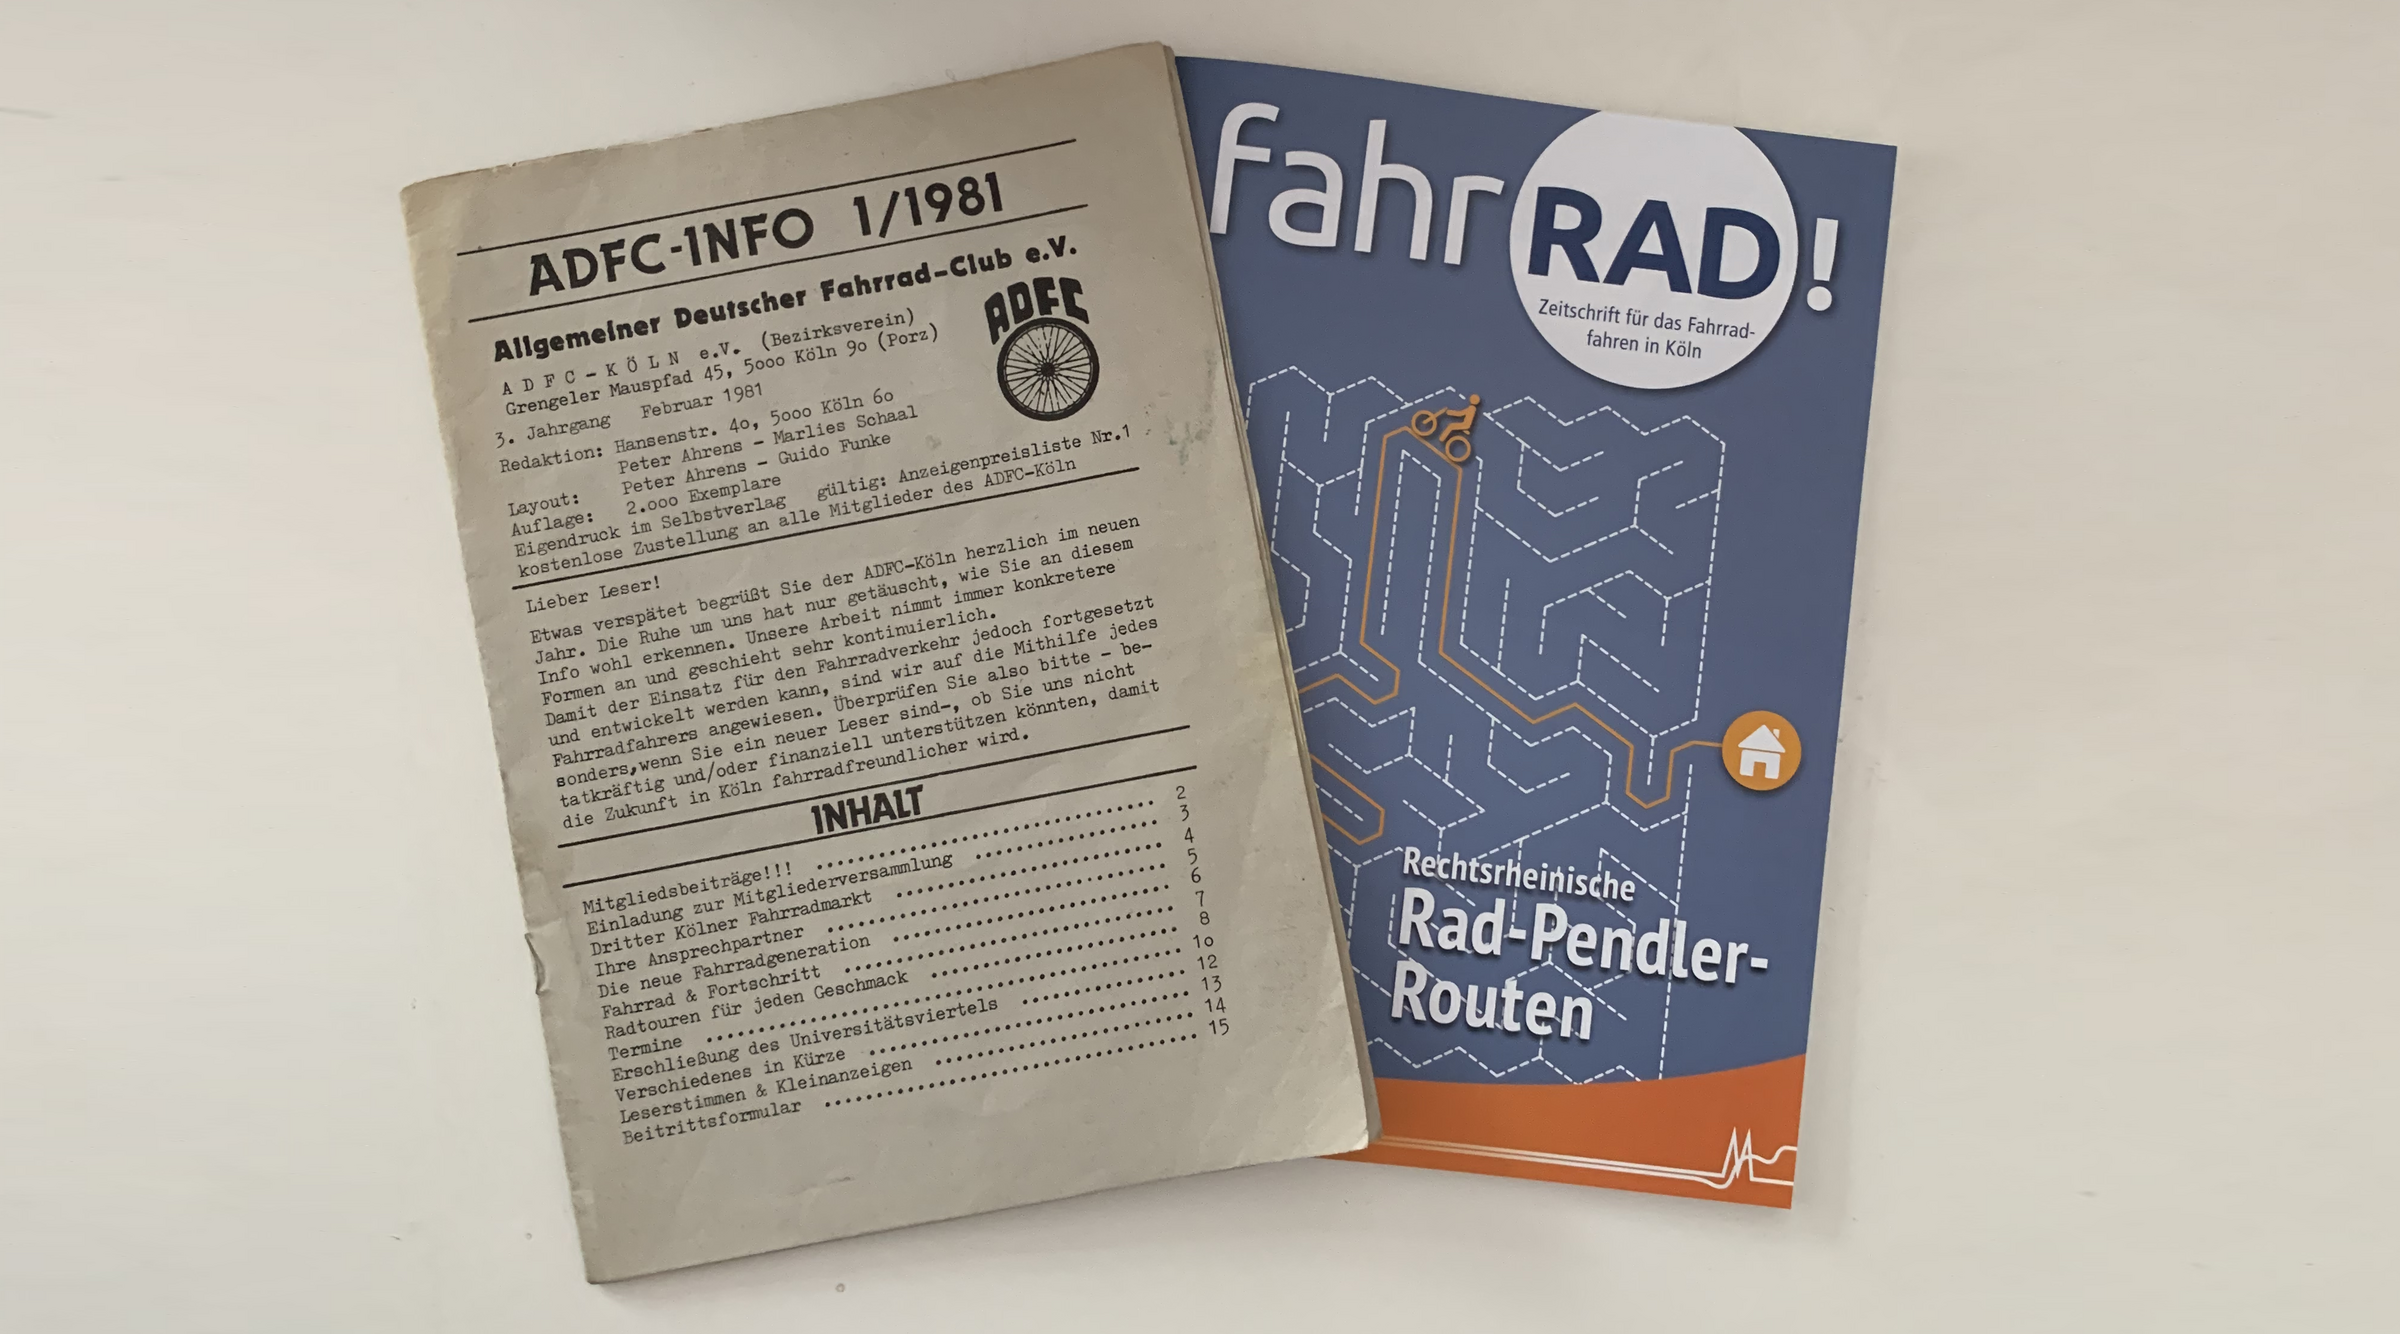 ADFC-INFO 1/1981
Allgemeiner Deutscher Fahrrad-Club e.V.
ADFC
A D F C - K Ö L N e.V. (Bezirksverein)
Grengeler Mauspfad 45, 5ooo Köln 9o (Porz)
3. Jahrgang Februar 1981
Redaktion: Hansenstr. 4o, 5ooo Köln 6o
Peter Ahrens - Marlies Schaal
Layout: Peter Ahrens - Guido Funke
Auflage: 2.ooo Exemplare
Eigendruck im Selbstverlag gültig: Anzeigenpreisliste Nr.1
kostenlose Zustellung an alle Mitglieder des ADFC-Köln
Lieber Leser!
Etwas verspätet begrüßt Sie der ADFC-Köln herzlich im neuen
Jahr. Die Ruhe um uns hat nur getäuscht, wie Sie an diesem
Info wohl erkennen. Unsere Arbeit nimmt immer konkretere
Formen an und geschieht sehr kontinuierlich.
Damit der Einsatz für den Fahrradverkehr jedoch fortgesetzt
und entwickelt werden kann, sind wir auf die Mithilfe jedes
Fahrradfahrers angewiesen. Überprüfen Sie also bitte - be-
sonders,wenn Sie ein neuer Leser sind-, ob Sie uns nicht
tatkräftig und/oder finanziell unterstützen könnten, damit
die Zukunft in Köln fahrradfreundlicher wird.
INHALT
Mitgliedsbeiträge!!! 2
Einladung zur Mitgliederversammlung 3
Dritter Kölner Fahrradmarkt 4
Ihre Ansprechpartner 5
Die neue Fahrradgeneration 6
Fahrrad & Fortschritt 7
Radtouren für jeden Geschmack 8
Termine 1o
Erschließung des Universitätsviertels 12
Verschiedenes in Kürze 13
Leserstimmen & Kleinanzeigen 14
Beitrittsformular 15
fahrRAD!
Zeitschrift für das Fahrrad-
fahren in Köln
Rechtsrheinische
Rad-Pendler-
Routen